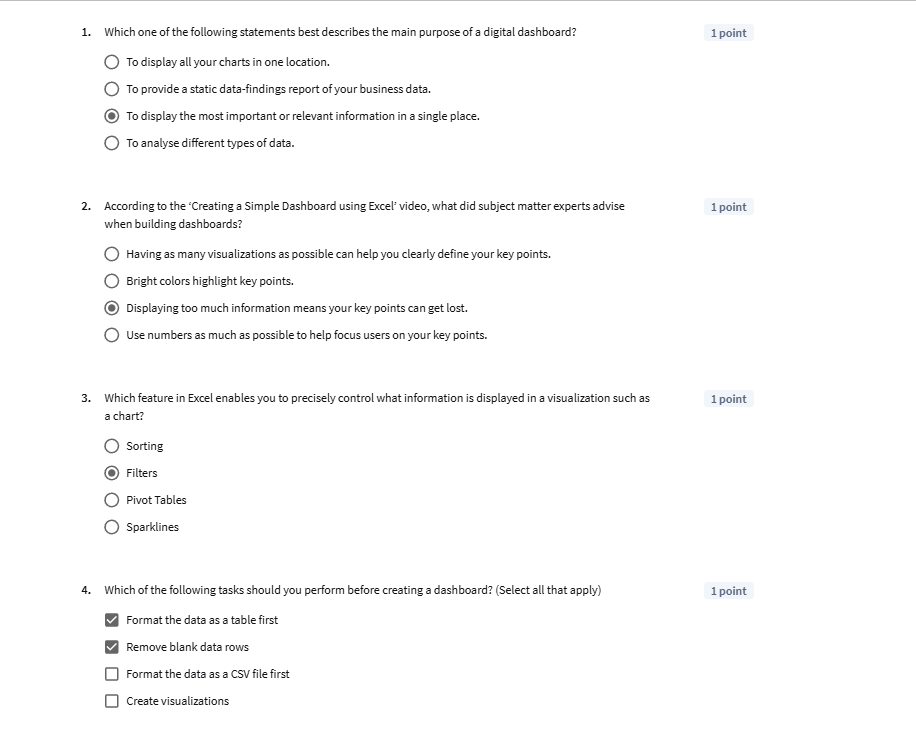 1. Which one of the following statements best describes the main purpose of a digital dashboard? 1 point
To display all your charts in one location.
To provide a static data-findings report of your business data.
To display the most important or relevant information in a single place.
To analyse different types of data.
2. According to the ‘Creating a Simple Dashboard using Excel’ video, what did subject matter experts advise 1 point
when building dashboards?
Having as many visualizations as possible can help you clearly define your key points.
Bright colors highlight key points.
Displaying too much information means your key points can get lost.
Use numbers as much as possible to help focus users on your key points.
3. Which feature in Excel enables you to precisely control what information is displayed in a visualization such as 1 point
a chart?
Sorting
Filters
Pivot Tables
Sparklines
4. Which of the following tasks should you perform before creating a dashboard? (Select all that apply) 1 point
Format the data as a table first
Remove blank data rows
Format the data as a CSV file first
Create visualizations